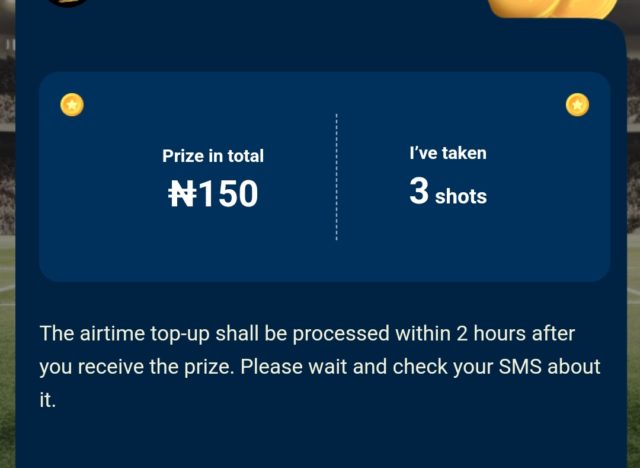 Prize in total
₦150
I’ve taken
3 shots
The airtime top-up shall be processed within 2 hours after
you receive the prize. Please wait and check your SMS about
it.